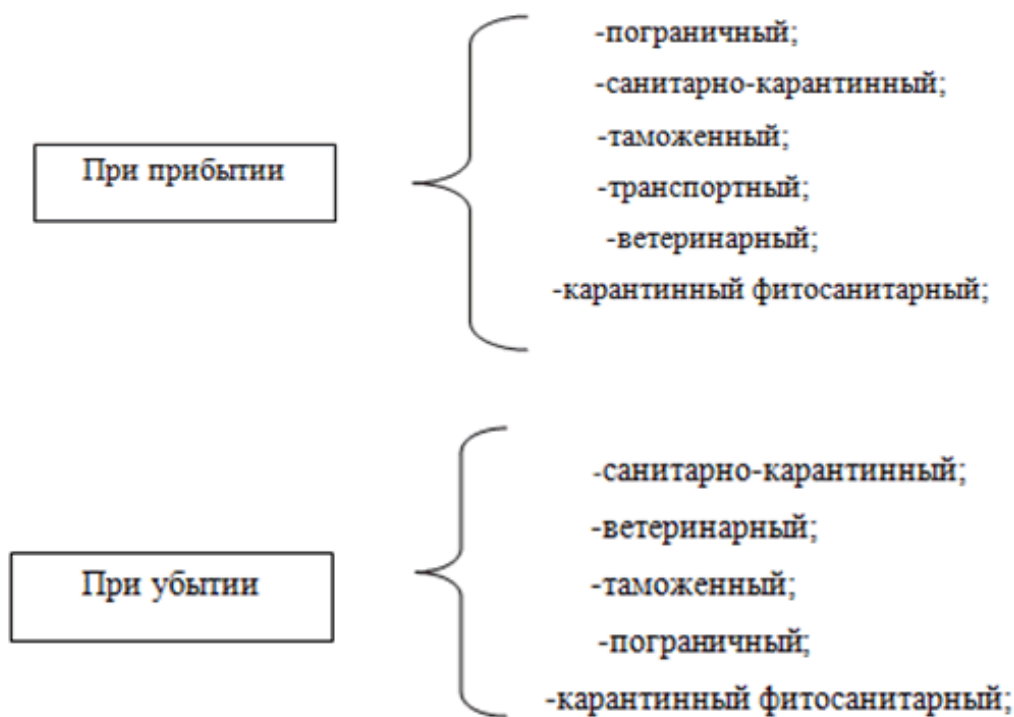 При прибытии
-пограничный;
-санитарно-карантинный;
-таможенный;
-транспортный;
-ветеринарный;
-карантинный фитосанитарный;
При убытии
-санитарно-карантинный;
-ветеринарный;
-таможенный;
-пограничный;
-карантинный фитосанитарный;